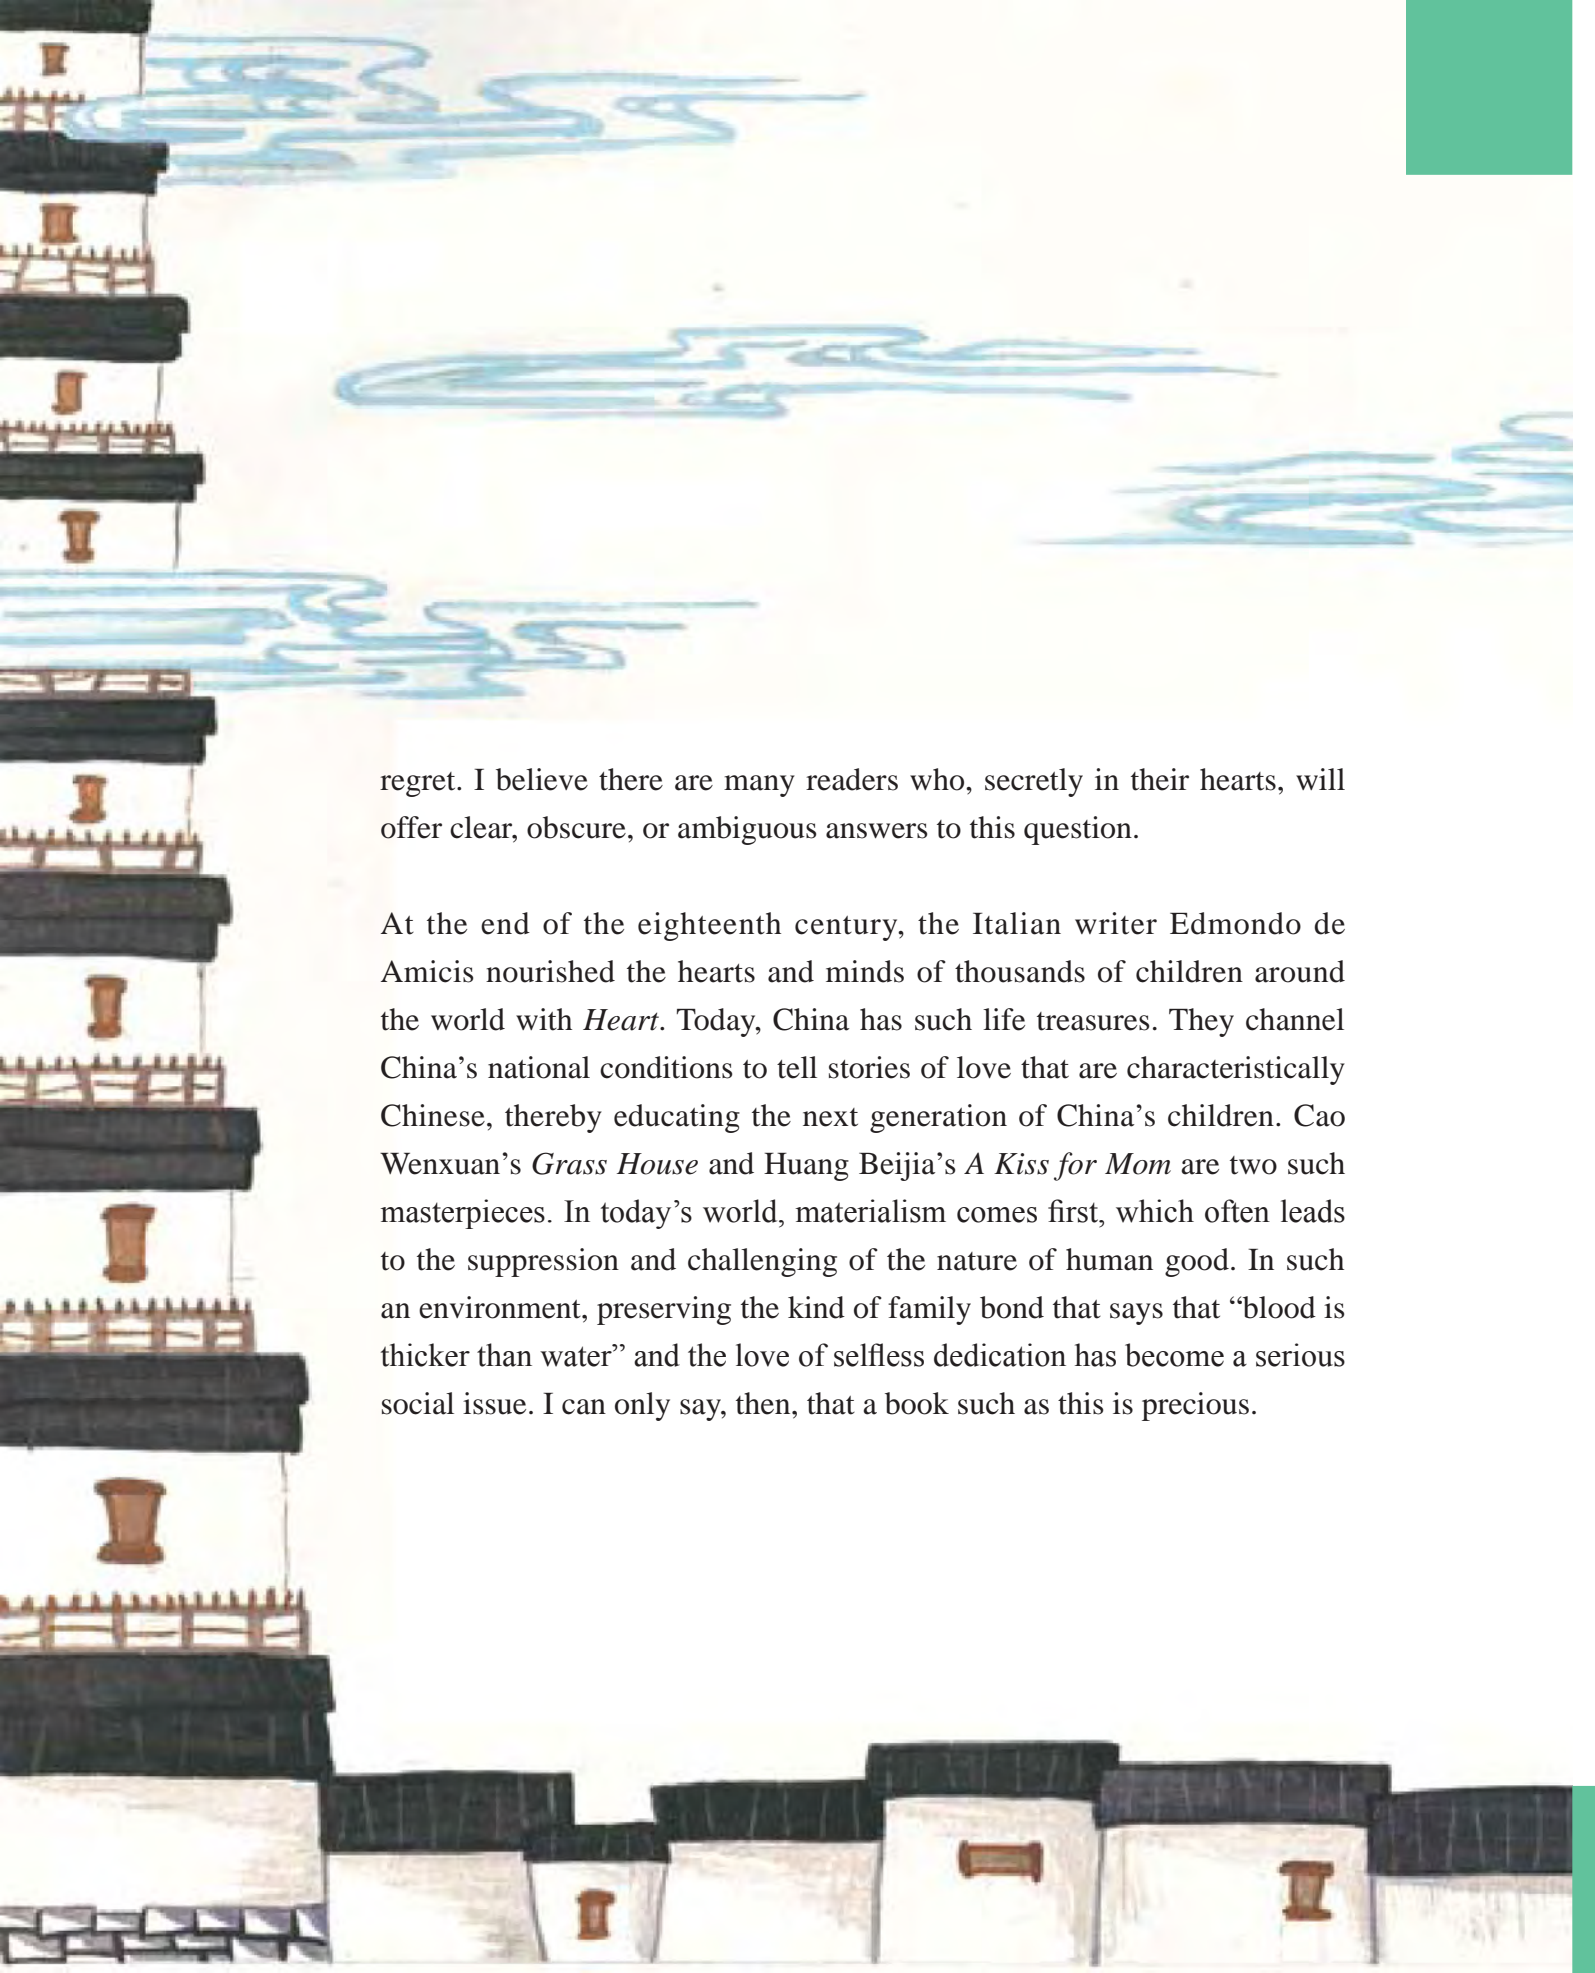 regret. I believe there are many readers who, secretly in their hearts, will
offer clear, obscure, or ambiguous answers to this question.
At the end of the eighteenth century, the Italian writer Edmondo de
Amicis nourished the hearts and minds of thousands of children around
the world with Heart. Today, China has such life treasures. They channel
China’s national conditions to tell stories of love that are characteristically
Chinese, thereby educating the next generation of China’s children. Cao
Wenxuan’s Grass House and Huang Beijia’s A Kiss for Mom are two such
masterpieces. In today’s world, materialism comes first, which often leads
to the suppression and challenging of the nature of human good. In such
an environment, preserving the kind of family bond that says that “blood is
thicker than water” and the love of selfless dedication has become a serious
social issue. I can only say, then, that a book such as this is precious.